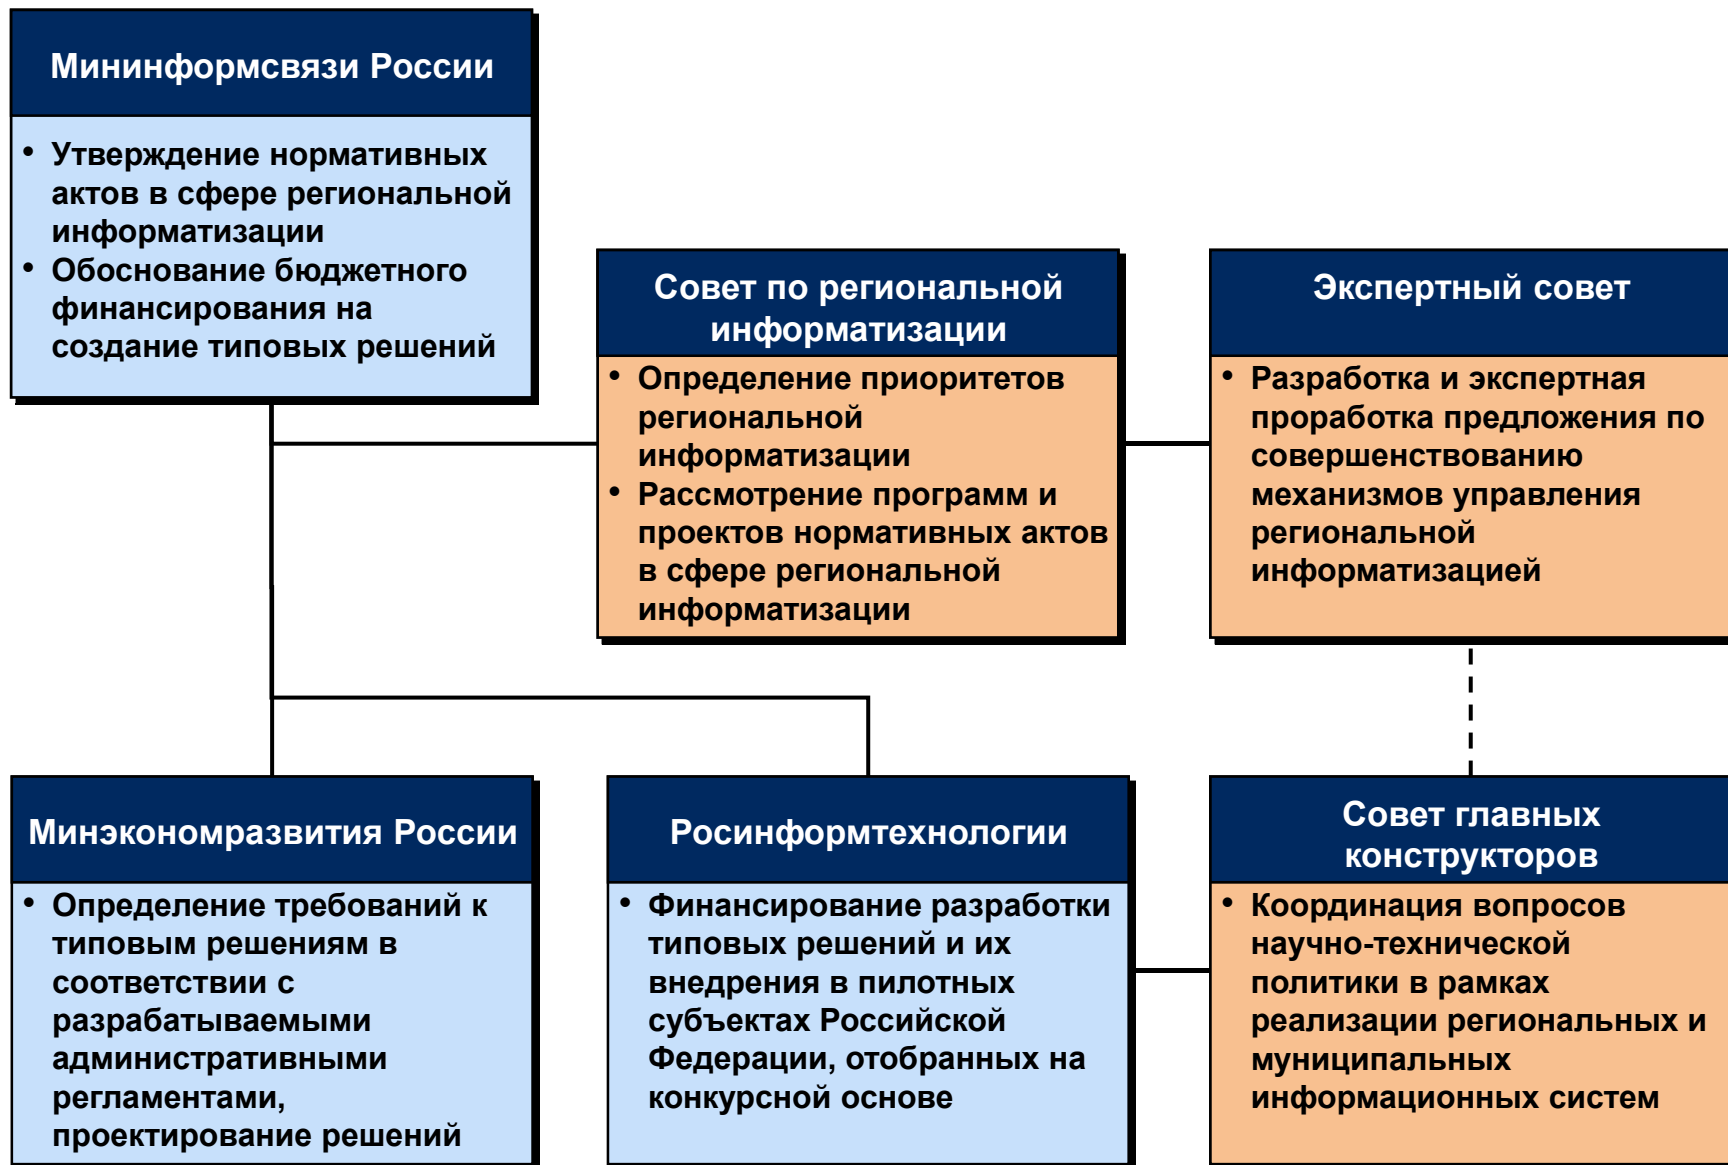 Мининформсвязи России
• Утверждение нормативных
актов в сфере региональной
информатизации
• Обоснование бюджетного
финансирования на
создание типовых решений
Совет по региональной
информатизации
• Определение приоритетов
региональной
информатизации
• Рассмотрение программ и
проектов нормативных актов
в сфере региональной
информатизации
Экспертный совет
• Разработка и экспертная
проработка предложения по
совершенствованию
механизмов управления
региональной
информатизацией
Минэкономразвития России
• Определение требований к
типовым решениям в
соответствии с
разрабатываемыми
административными
регламентами,
проектирование решений
Росинформтехнологии
• Финансирование разработки
типовых решений и их
внедрения в пилотных
субъектах Российской
Федерации, отобранных на
конкурсной основе
Совет главных
конструкторов
• Координация вопросов
научно-технической
политики в рамках
реализации региональных и
муниципальных
информационных систем